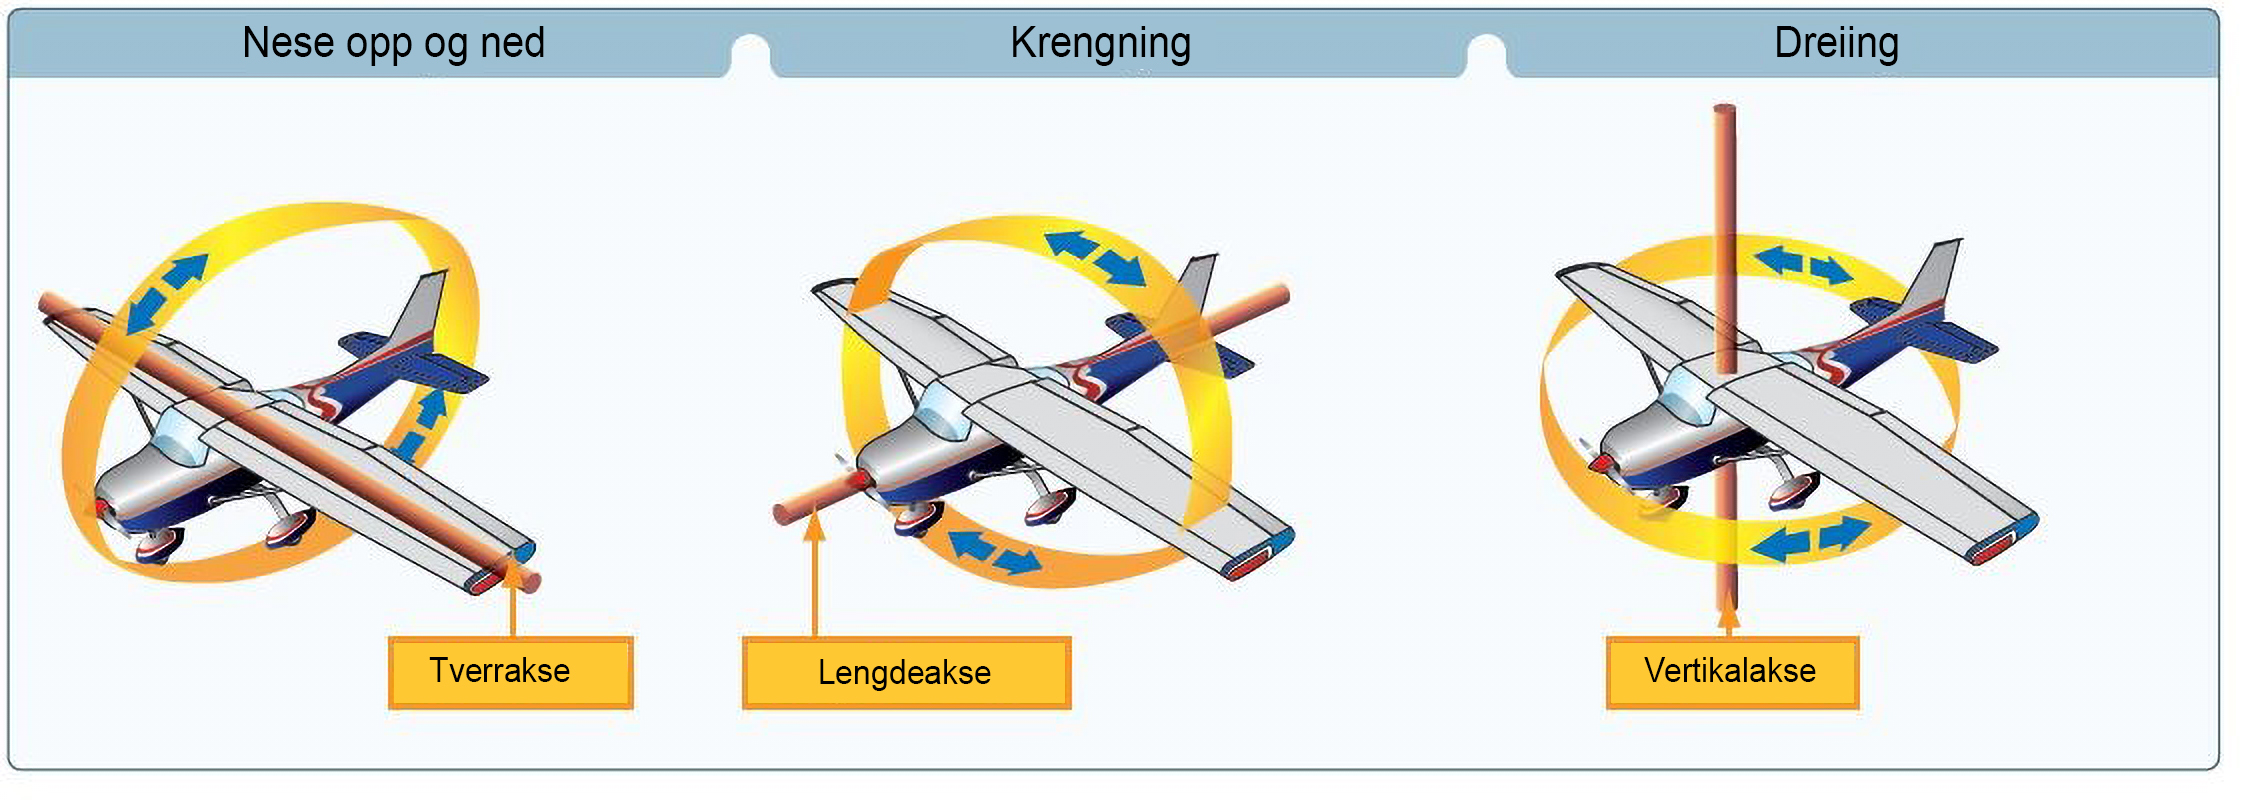 Nese opp og ned
Krengning
Dreiing
Tverrakse
Lengdeakse
Vertikalakse